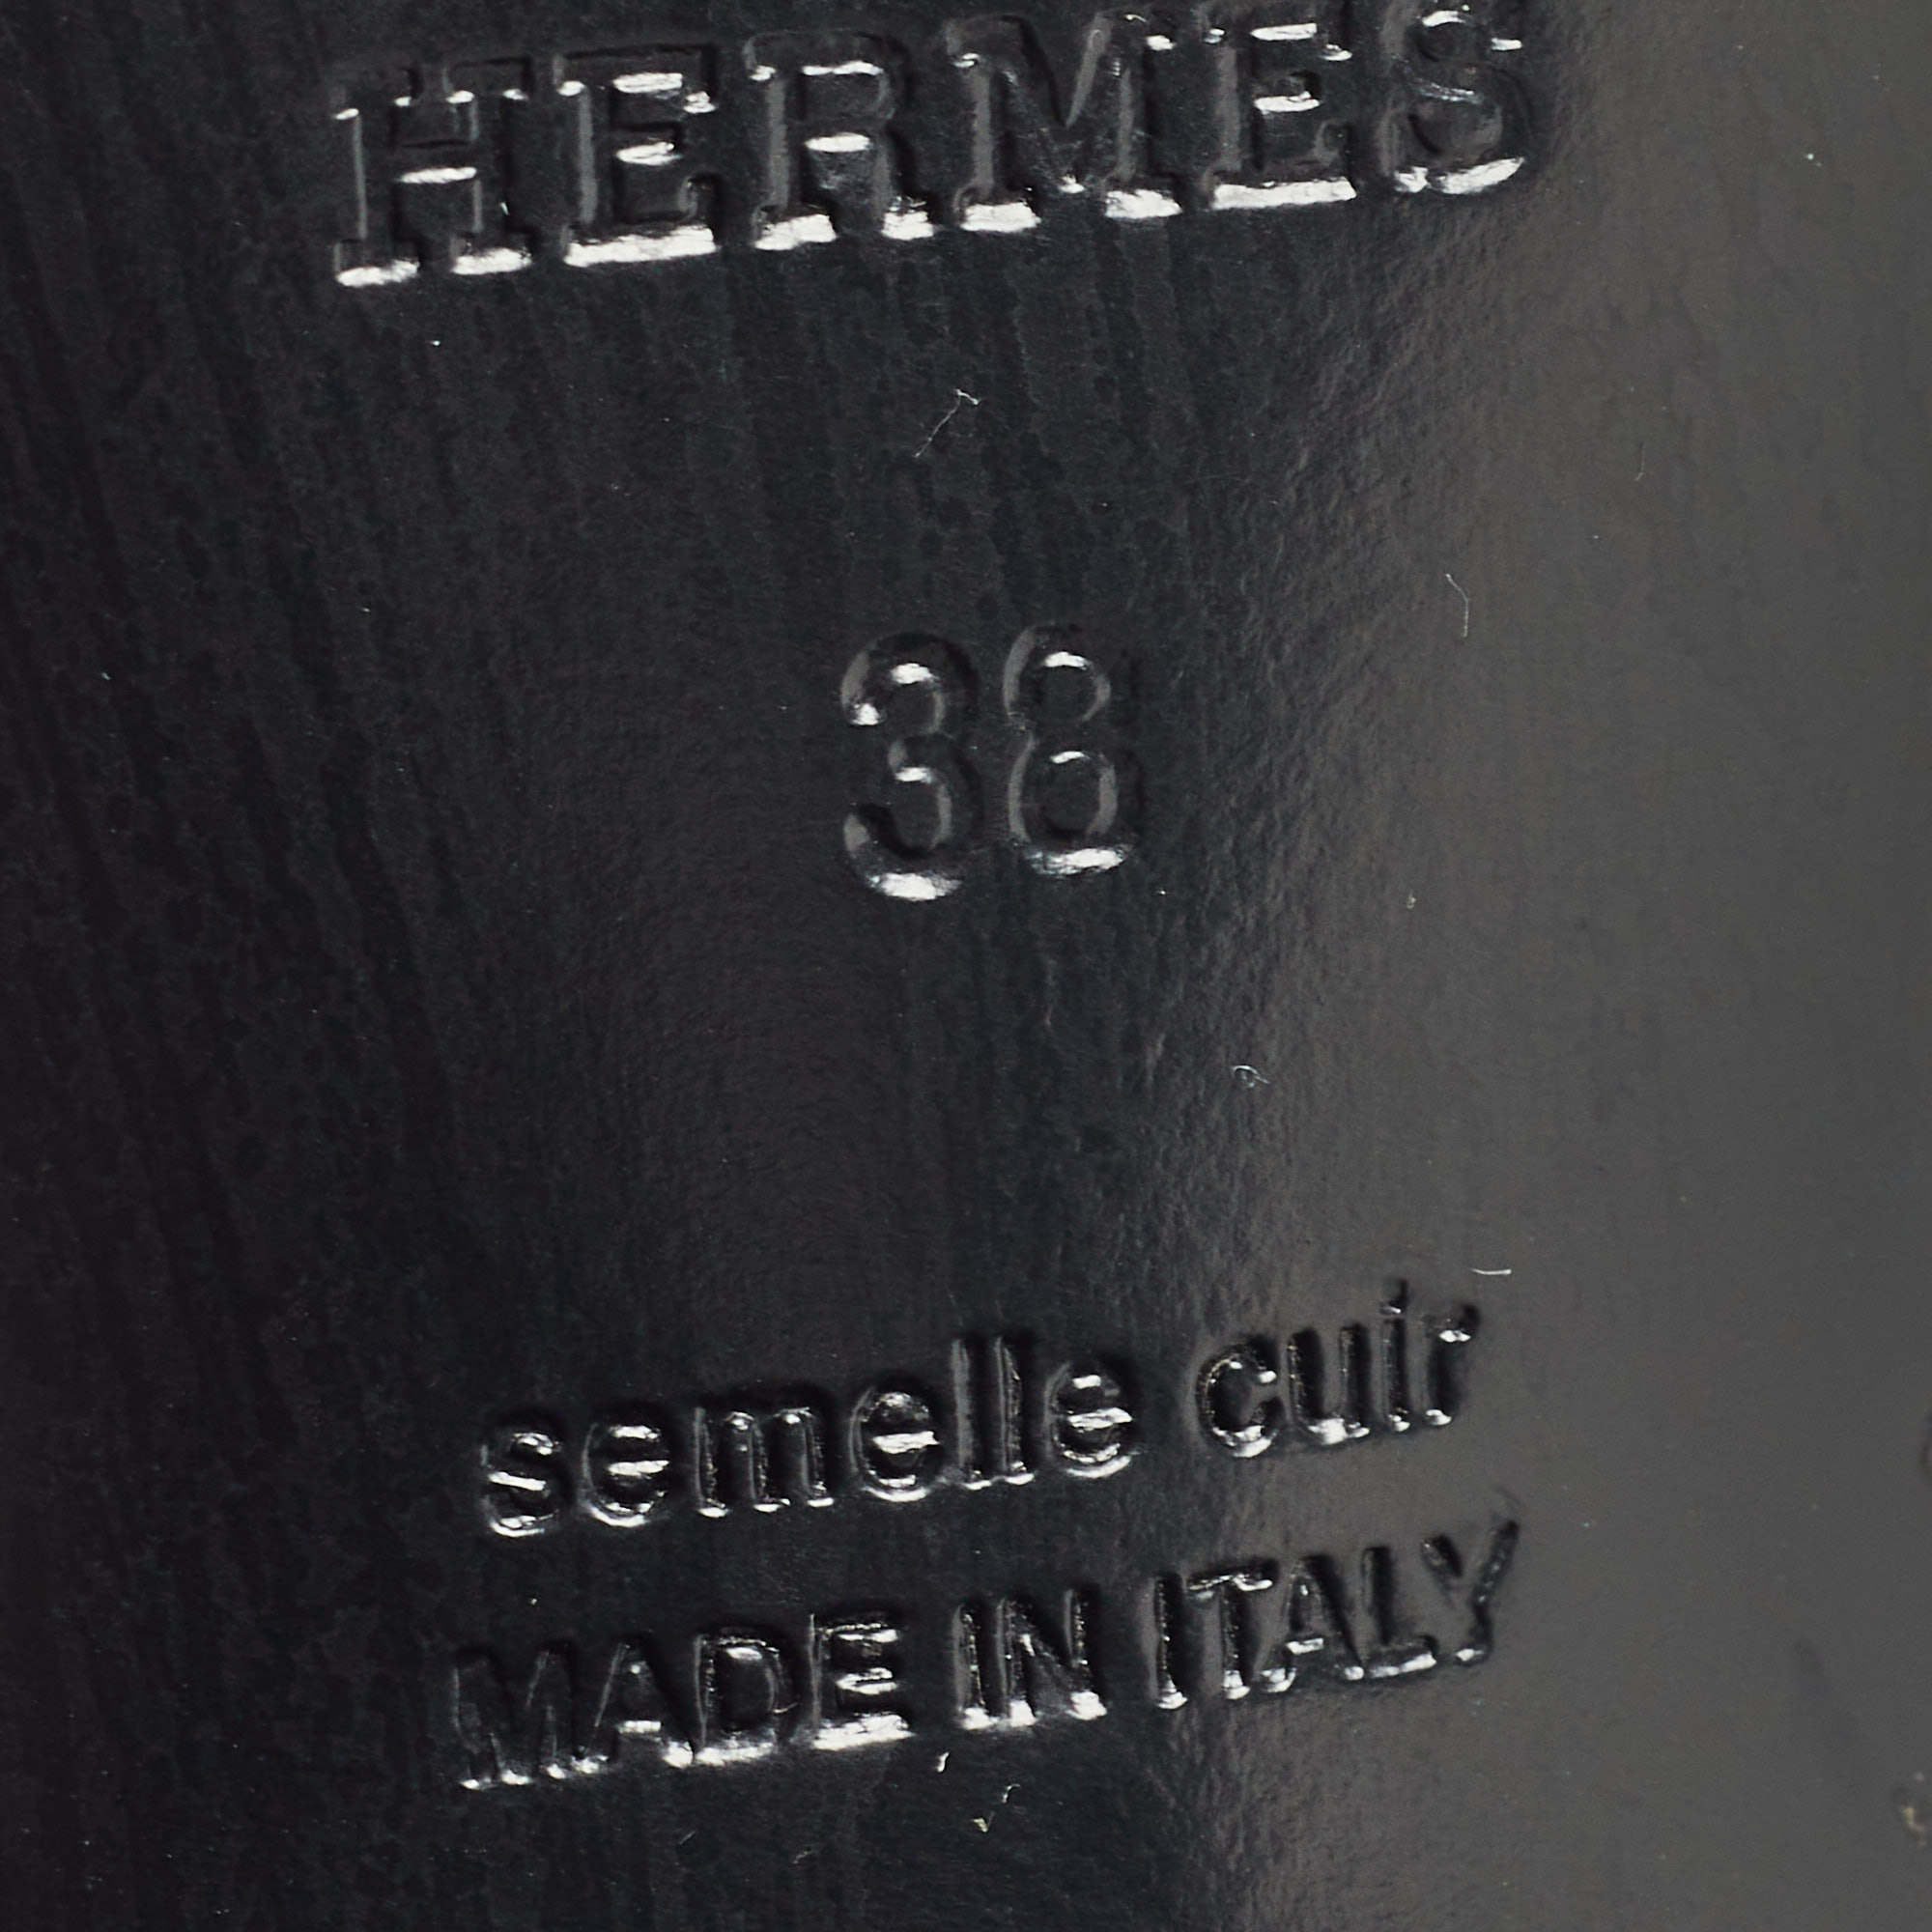 HERMES
38
semelle cuir
MADE IN ITALY